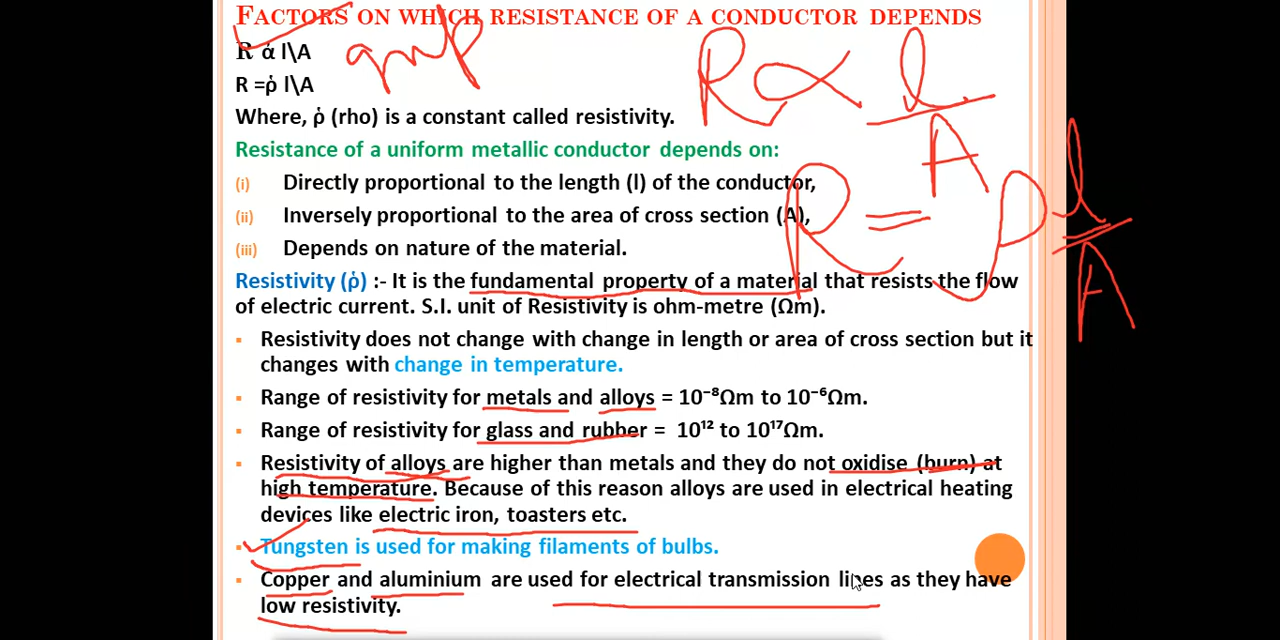 FACTORS ON WHICH RESISTANCE OF A CONDUCTOR DEPENDS
R ά l\A
R =ῥ l\A
Where, ῥ (rho) is a constant called resistivity.
Resistance of a uniform metallic conductor depends on:
(i) Directly proportional to the length (l) of the conductor,
(ii) Inversely proportional to the area of cross section (A),
(iii) Depends on nature of the material.
Resistivity (ῥ) :- It is the fundamental property of a material that resists the flow
of electric current. S.I. unit of Resistivity is ohm-metre (Ωm).
▪ Resistivity does not change with change in length or area of cross section but it
changes with change in temperature.
▪ Range of resistivity for metals and alloys = 10⁻⁸Ωm to 10⁻⁶Ωm.
▪ Range of resistivity for glass and rubber = 10¹² to 10¹⁷Ωm.
▪ Resistivity of alloys are higher than metals and they do not oxidise (burn) at
high temperature. Because of this reason alloys are used in electrical heating
devices like electric iron, toasters etc.
▪ Tungsten is used for making filaments of bulbs.
▪ Copper and aluminium are used for electrical transmission lines as they have
low resistivity.
R ∝ l
A
R = ρ l
A